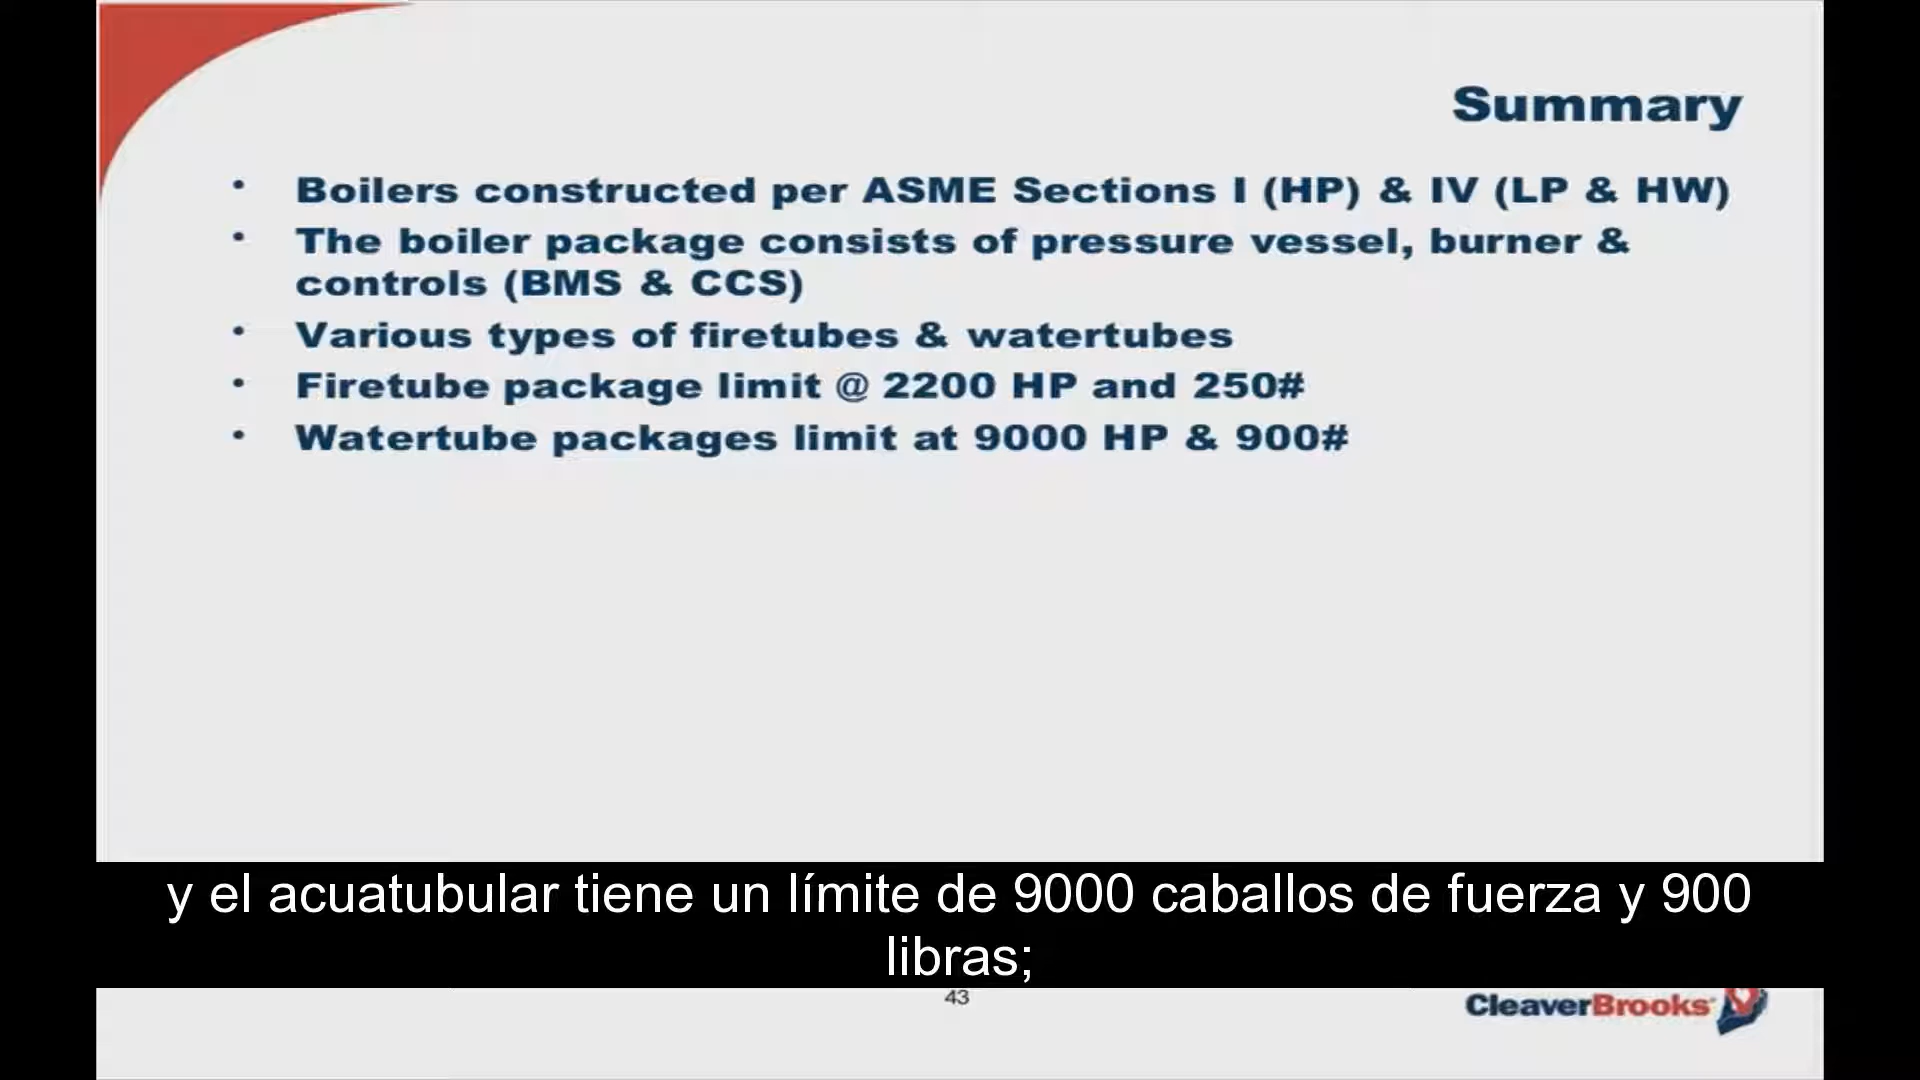 Summary
• Boilers constructed per ASME Sections I (HP) & IV (LP & HW)
• The boiler package consists of pressure vessel, burner &
controls (BMS & CCS)
• Various types of firetubes & watertubes
• Firetube package limit @ 2200 HP and 250#
• Watertube packages limit at 9000 HP & 900#
y el acuatubular tiene un límite de 9000 caballos de fuerza y 900
libras;
43
CleaverBrooks